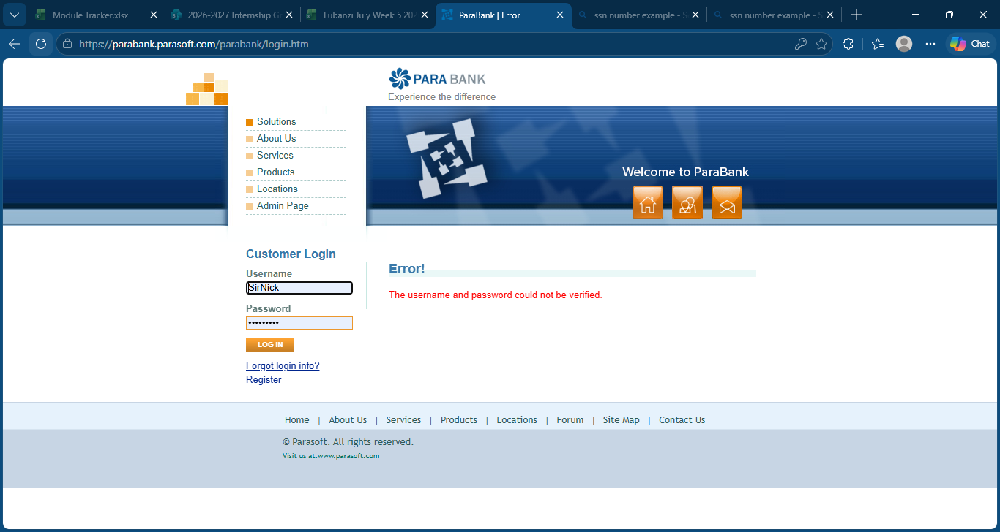 Module Tracker.xlsx
2026-2027 Internship G
Lubanzi July Week 5 202
ParaBank | Error
ssn number example - S
ssn number example - S
https://parabank.parasoft.com/parabank/login.htm
Chat
PARA BANK
Experience the difference
Solutions
About Us
Services
Products
Locations
Admin Page
Welcome to ParaBank
Customer Login
Username
SirNick
Password
•••••••••
LOG IN
Forgot login info?
Register
Error!
The username and password could not be verified.
Home | About Us | Services | Products | Locations | Forum | Site Map | Contact Us
© Parasoft. All rights reserved.
Visit us at:www.parasoft.com